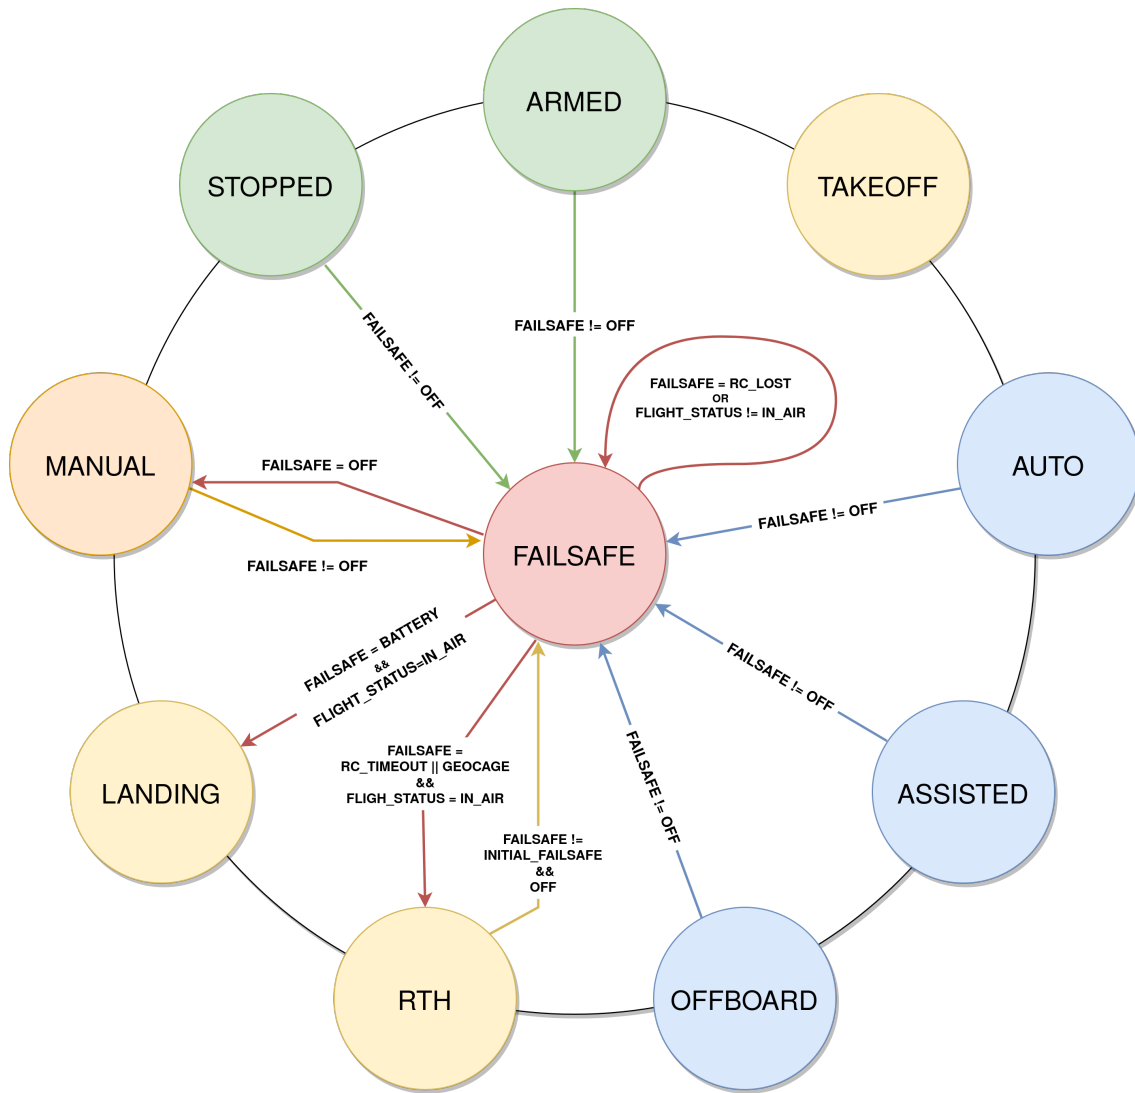 ARMED
STOPPED
TAKEOFF
FAILSAFE != OFF
FAILSAFE != OFF
FAILSAFE = RC_LOST
OR
FLIGHT_STATUS != IN_AIR
MANUAL
FAILSAFE = OFF
AUTO
FAILSAFE != OFF
FAILSAFE
FAILSAFE != OFF
FAILSAFE = BATTERY
&&
FLIGHT_STATUS=IN_AIR
FAILSAFE != OFF
FAILSAFE =
RC_TIMEOUT || GEOCAGE
&&
FLIGH_STATUS = IN_AIR
FAILSAFE != OFF
LANDING
ASSISTED
FAILSAFE !=
INITIAL_FAILSAFE
&&
OFF
RTH
OFFBOARD